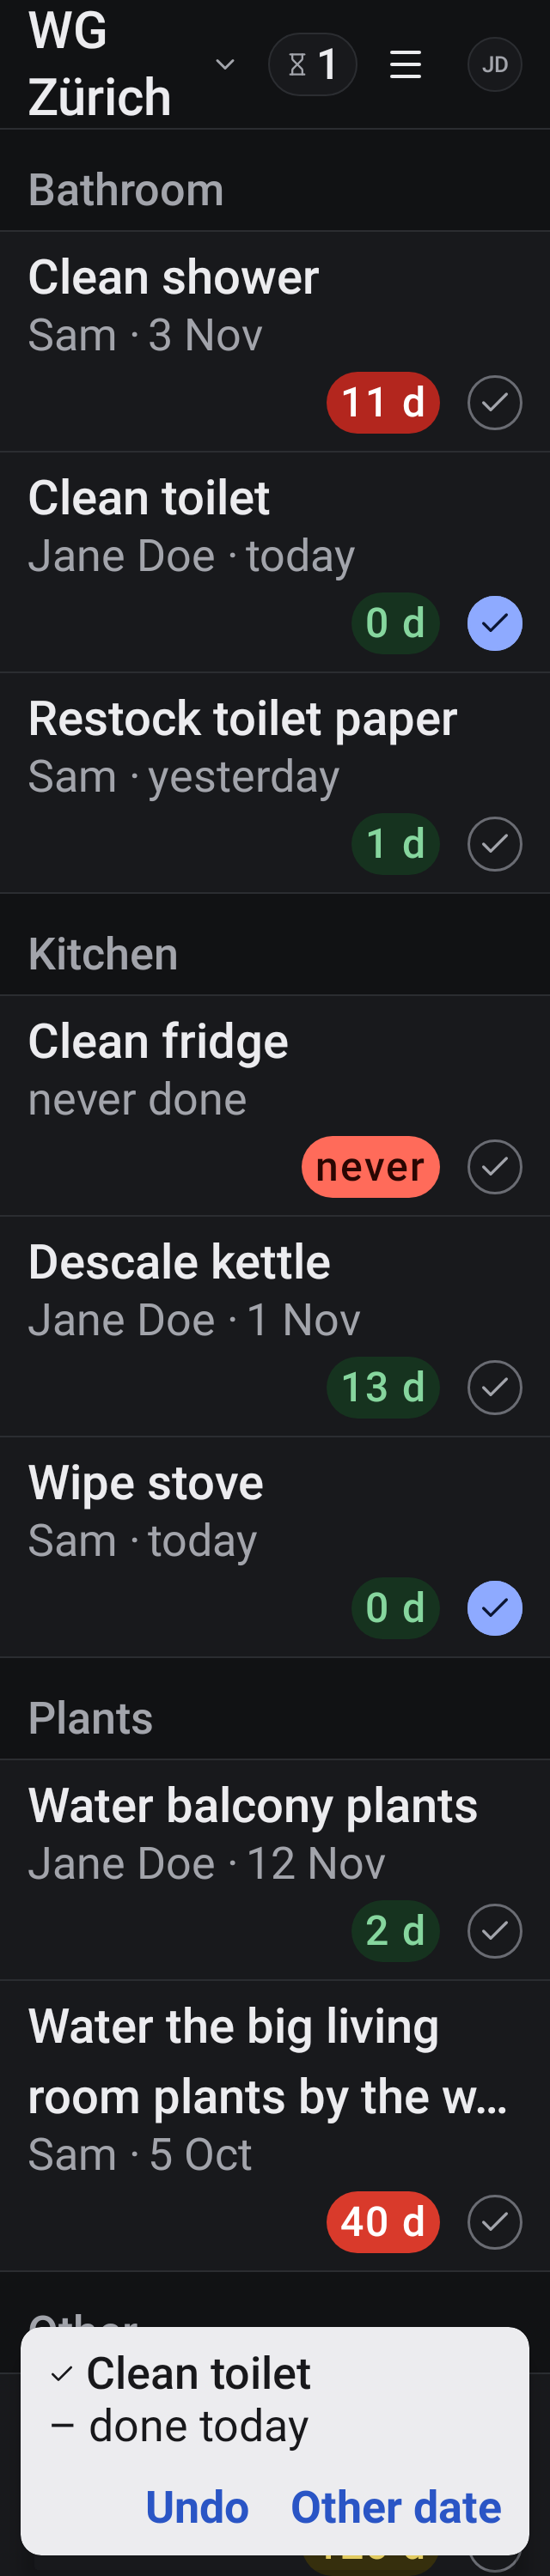 WG
Zürich
1
JD
Bathroom
Clean shower
Sam · 3 Nov
11 d
Clean toilet
Jane Doe · today
0 d
Restock toilet paper
Sam · yesterday
1 d
Kitchen
Clean fridge
never done
never
Descale kettle
Jane Doe · 1 Nov
13 d
Wipe stove
Sam · today
0 d
Plants
Water balcony plants
Jane Doe · 12 Nov
2 d
Water the big living
room plants by the w…
Sam · 5 Oct
40 d
Other
Clean toilet
– done today
Undo Other date